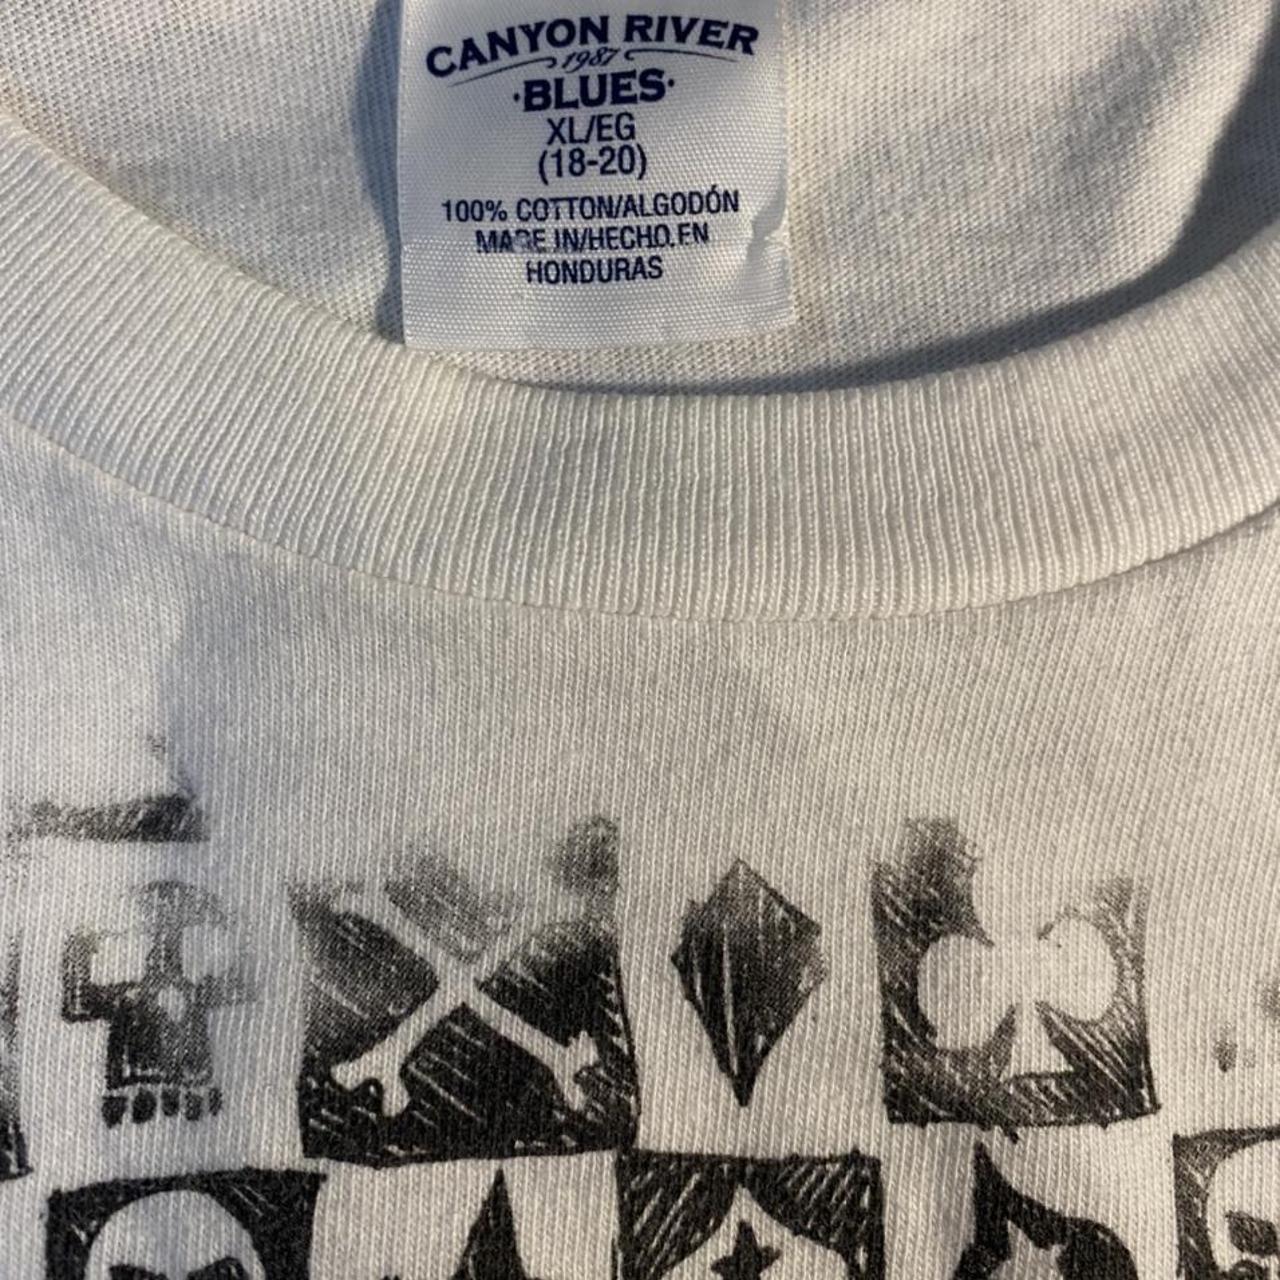 CANYON RIVER
1987
·BLUES·
XL/EG
(18-20)
100% COTTON/ALGODÓN
MADE IN/HECHO EN
HONDURAS